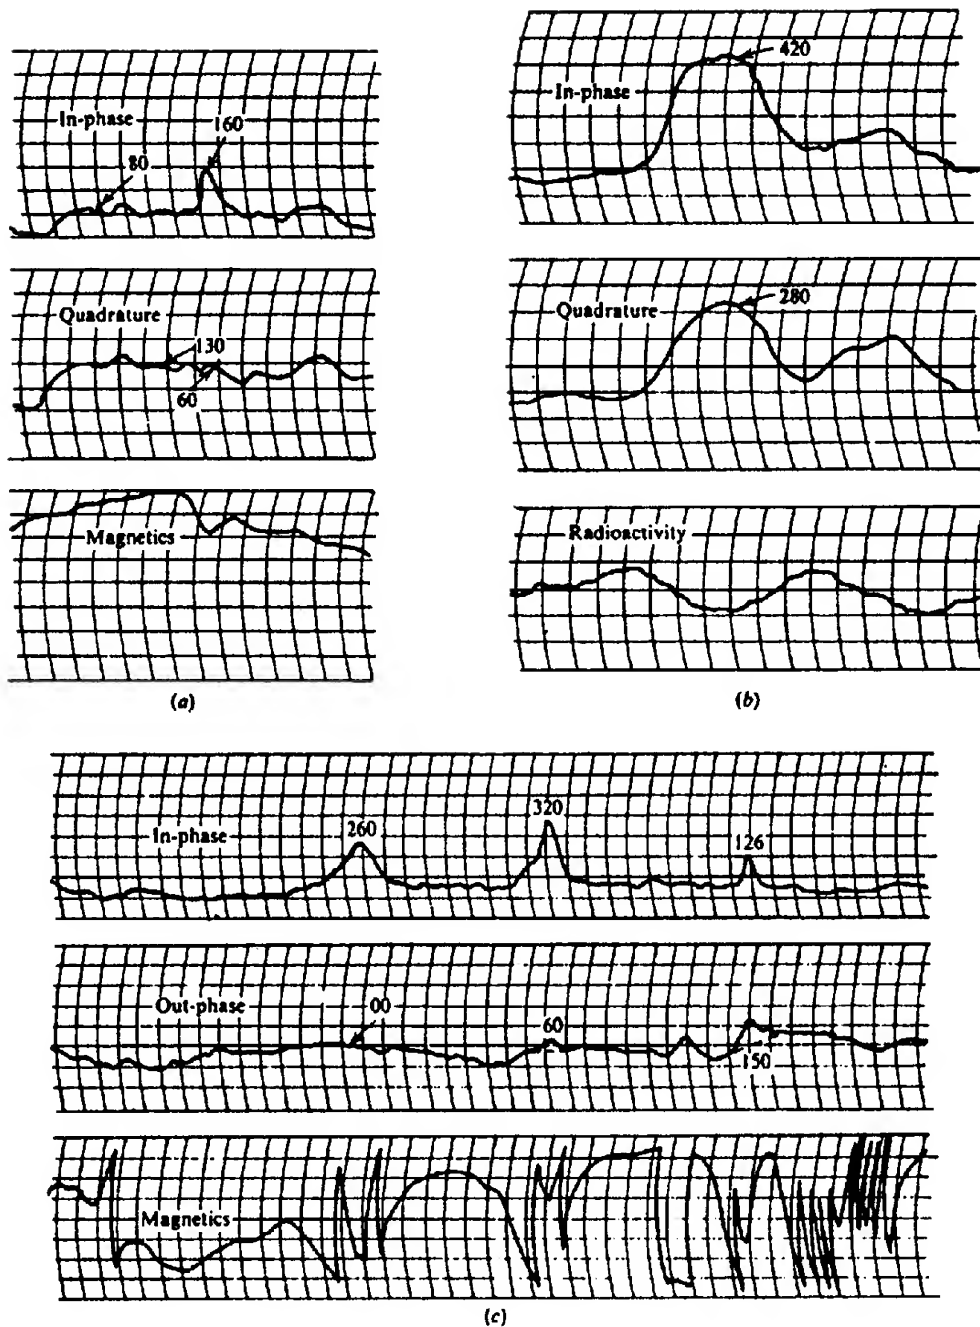 In-phase
160
80
Quadrature
130
60
Magnetics
(a)
420
In-phase
280
Quadrature
Radioactivity
(b)
320
260
In-phase
126
Out-phase
00
60
150
Magnetics
(c)